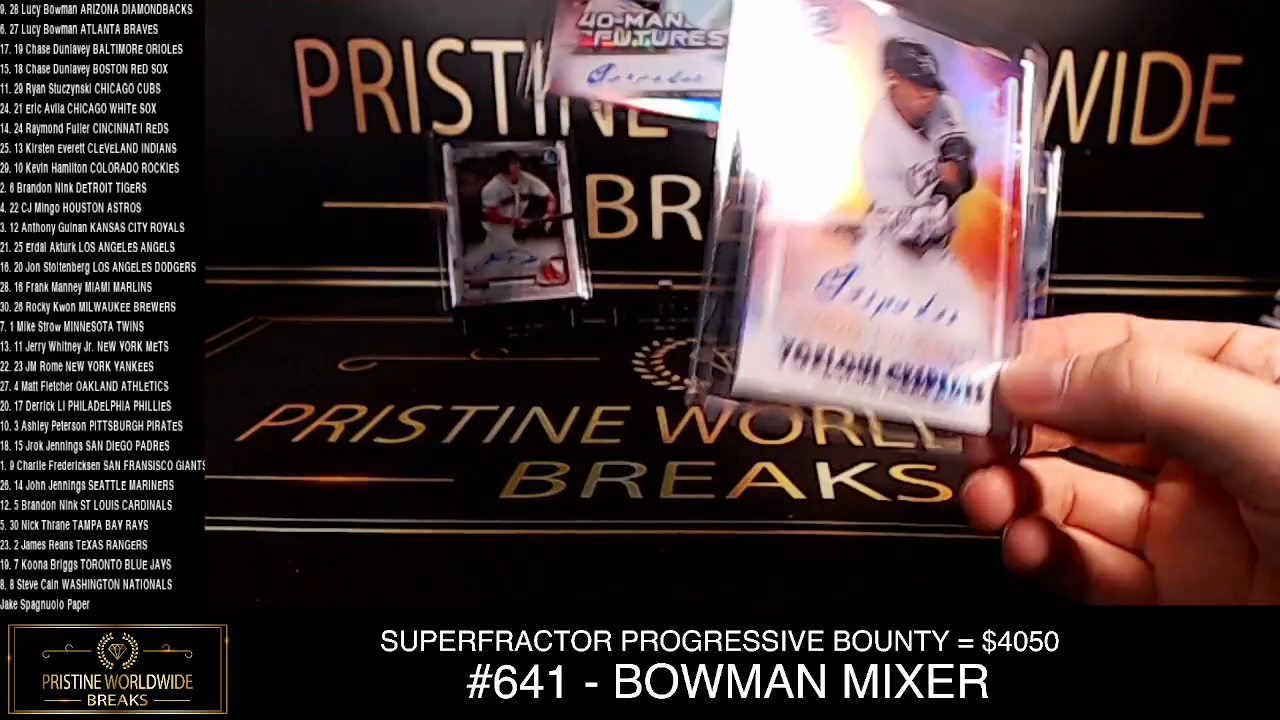 9. 28 Lucy Bowman ARIZONA DIAMONDBACKS
6. 27 Lucy Bowman ATLANTA BRAVES
17. 19 Chase Dunlavey BALTIMORE ORIOLES
15. 18 Chase Dunlavey BOSTON RED SOX
11. 29 Ryan Stuczynski CHICAGO CUBS
24. 21 Eric Avila CHICAGO WHITE SOX
14. 24 Raymond Fuller CINCINNATI REDS
25. 13 Kirsten Everett CLEVELAND INDIANS
29. 10 Kevin Hamilton COLORADO ROCKIES
2. 6 Brandon Nink DETROIT TIGERS
4. 22 CJ Mingo HOUSTON ASTROS
3. 12 Anthony Guinan KANSAS CITY ROYALS
21. 25 Erdal Akturk LOS ANGELES ANGELS
16. 20 Jon Stoltenberg LOS ANGELES DODGERS
28. 16 Frank Manney MIAMI MARLINS
30. 26 Rocky Kwon MILWAUKEE BREWERS
7. 1 Mike Strow MINNESOTA TWINS
13. 11 Jerry Whitney Jr. NEW YORK METS
22. 23 JM Rome NEW YORK YANKEES
27. 4 Matt Fletcher OAKLAND ATHLETICS
20. 17 Derrick Li PHILADELPHIA PHILLIES
10. 3 Ashley Peterson PITTSBURGH PIRATES
18. 15 Jrok Jennings SAN DIEGO PADRES
1. 9 Charlie Fredericksen SAN FRANSISCO GIANTS
26. 14 John Jennings SEATTLE MARINERS
12. 5 Brandon Nink ST LOUIS CARDINALS
5. 30 Nick Thrane TAMPA BAY RAYS
23. 2 James Reans TEXAS RANGERS
19. 7 Koona Briggs TORONTO BLUE JAYS
8. 8 Steve Cain WASHINGTON NATIONALS
Jake Spagnuolo Paper
40-MAN
FUTURES
PRISTINE WIDE
BR
PRISTINE WORL
BREAKS
PRISTINE WORLDWIDE
BREAKS
SUPERFRACTOR PROGRESSIVE BOUNTY = $4050
#641 - BOWMAN MIXER